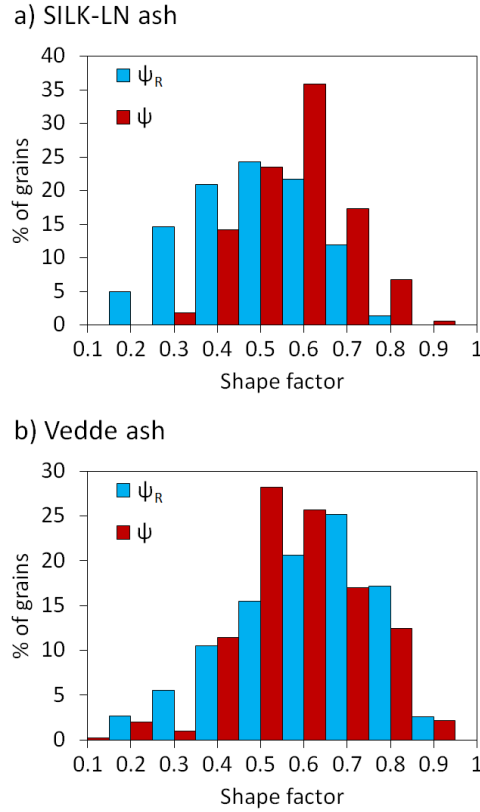 a) SILK-LN ash
40
35
30
25
20
15
10
5
0
% of grains
ψR
ψ
0.1 0.2 0.3 0.4 0.5 0.6 0.7 0.8 0.9 1
Shape factor
b) Vedde ash
30
25
20
15
10
5
0
% of grains
ψR
ψ
0.1 0.2 0.3 0.4 0.5 0.6 0.7 0.8 0.9 1
Shape factor